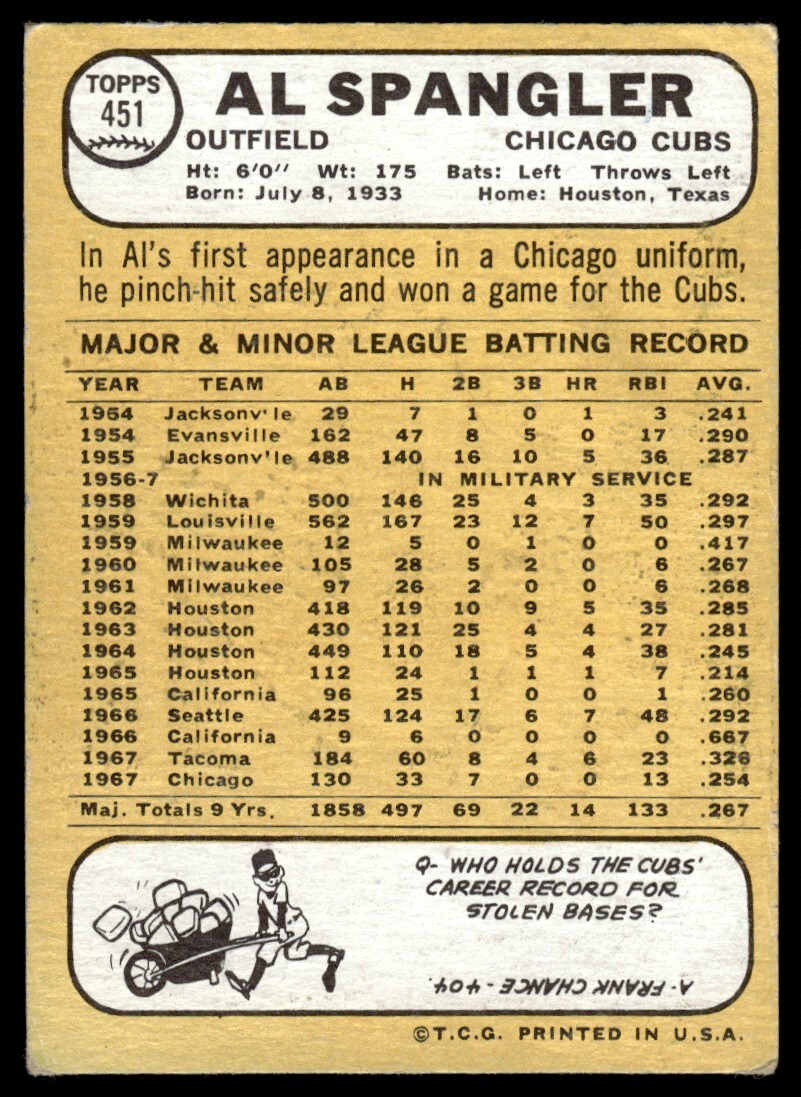 TOPPS
451
AL SPANGLER
OUTFIELD CHICAGO CUBS
Ht: 6'0" Wt: 175 Bats: Left Throws Left
Born: July 8, 1933 Home: Houston, Texas
In Al's first appearance in a Chicago uniform,
he pinch-hit safely and won a game for the Cubs.
MAJOR & MINOR LEAGUE BATTING RECORD
YEAR TEAM AB H 2B 3B HR RBI AVG.
1964 Jacksonv'le 29 7 1 0 1 3 .241
1954 Evansville 162 47 8 5 0 17 .290
1955 Jacksonv'le 488 140 16 10 5 36 .287
1956-7 IN MILITARY SERVICE
1958 Wichita 500 146 25 4 3 35 .292
1959 Louisville 562 167 23 12 7 50 .297
1959 Milwaukee 12 5 0 1 0 0 .417
1960 Milwaukee 105 28 5 2 0 6 .267
1961 Milwaukee 97 26 2 0 0 6 .268
1962 Houston 418 119 10 9 5 35 .285
1963 Houston 430 121 25 4 4 27 .281
1964 Houston 449 110 18 5 4 38 .245
1965 Houston 112 24 1 1 1 7 .214
1965 California 96 25 1 0 0 1 .260
1966 Seattle 425 124 17 6 7 48 .292
1966 California 9 6 0 0 0 0 .667
1967 Tacoma 184 60 8 4 6 23 .326
1967 Chicago 130 33 7 0 0 13 .254
Maj. Totals 9 Yrs. 1858 497 69 22 14 133 .267
Q- WHO HOLDS THE CUBS'
CAREER RECORD FOR
STOLEN BASES?
A- FRANK CHANCE - 404.
©T.C.G. PRINTED IN U.S.A.